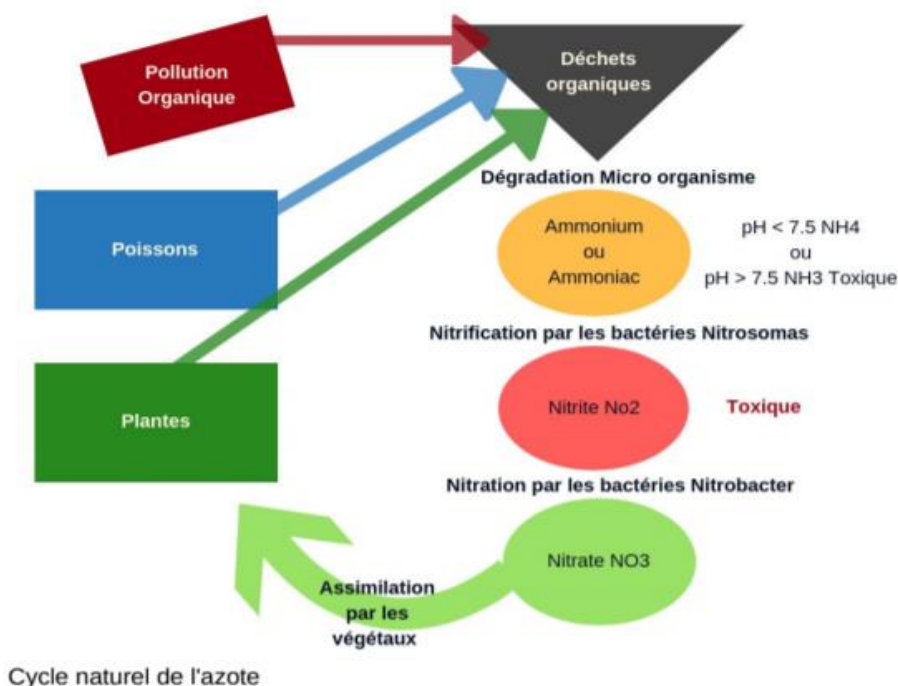 Pollution
Organique
Déchets
organiques
Dégradation Micro organisme
Poissons
Ammonium
ou
Ammoniac
pH < 7.5 NH4
ou
pH > 7.5 NH3 Toxique
Nitrification par les bactéries Nitrosomas
Plantes
Nitrite No2
Toxique
Nitration par les bactéries Nitrobacter
Nitrate NO3
Assimilation
par les
végétaux
Cycle naturel de l'azote